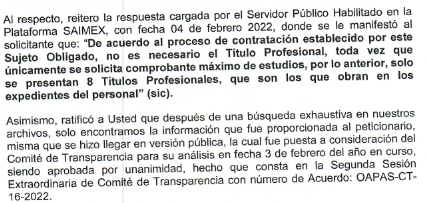 Al respecto, reitero la respuesta cargada por el Servidor Público Habilitado en la
Plataforma SAIMEX, con fecha 04 de febrero 2022, donde se le manifestó al
solicitante que: "De acuerdo al proceso de contratación establecido por este
Sujeto Obligado, no es necesario el Titulo Profesional, toda vez que
únicamente se solicita comprobante máximo de estudios, por lo anterior, solo
se presentan 8 Titulos Profesionales, que son los que obran en los
expedientes del personal" (sic).
Asimismo, ratificó a Usted que después de una búsqueda exhaustiva en nuestros
archivos, solo encontramos la información que fue proporcionada al peticionario,
misma que se hizo llegar en versión pública, la cual fue puesta a consideración del
Comité de Transparencia para su análisis en fecha 3 de febrero del año en curso,
siendo aprobada por unanimidad, hecho que consta en la Segunda Sesión
Extraordinaria de Comité de Transparencia con número de Acuerdo: OAPAS-CT-
16-2022.